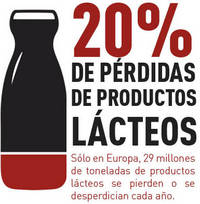 20%
DE PÉRDIDAS
DE PRODUCTOS
LÁCTEOS
Sólo en Europa, 29 millones
de toneladas de productos
lácteos se pierden o se
desperdician cada año.